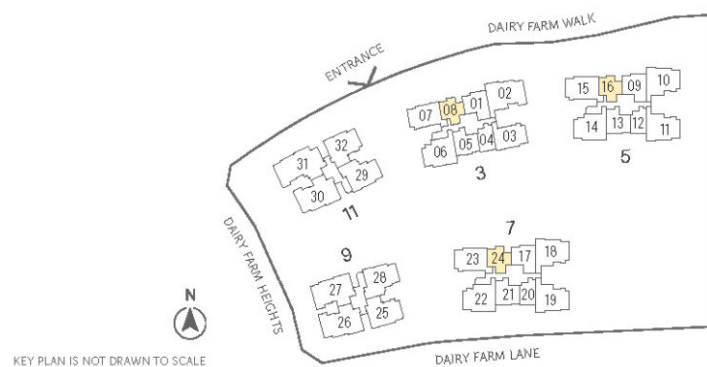 DAIRY FARM WALK
ENTRANCE
07 08 01 02
06 05 04 03
3
15 16 09 10
14 13 12 11
5
31 32
30 29
11
7
23 24 17 18
22 21 20 19
9
27 28
26 25
DAIRY FARM HEIGHTS
N
KEY PLAN IS NOT DRAWN TO SCALE
DAIRY FARM LANE